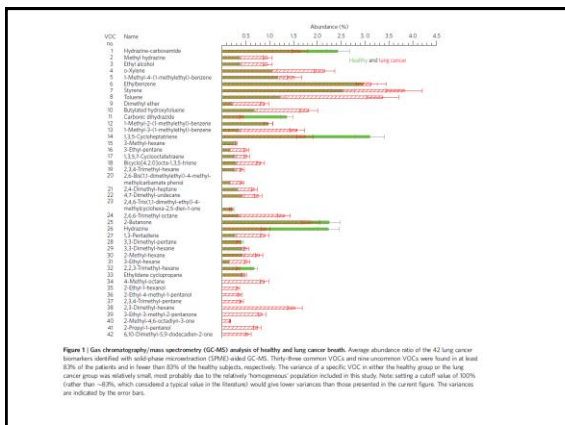 Abundance (%)
VOC no Name 0.5 1.0 1.5 2.0 2.5 3.0 3.5 4.0 4.5
Healthy and lung cancer
1 Hydrazine-carboxamide
2 Methyl hydrazine
3 Ethyl alcohol
4 o-Xylene
5 1-Methyl-4-(1-methylethyl)-benzene
6 Ethylbenzene
7 Styrene
8 Toluene
9 Dimethyl ether
10 Butylated hydroxytoluene
11 Carbonic dihydrazide
12 1-Methyl-2-(1-methylethyl)-benzene
13 1-Methyl-3-(1-methylethyl)-benzene
14 1,3,5-Cycloheptatriene
15 3-Methyl-hexane
16 3-Ethyl-pentane
17 1,3,5,7-Cyclooctatetraene
18 Bicyclo[4.2.0]octa-1,3,5-triene
19 2,3,4-Trimethyl-hexane
20 2,6-Bis(1,1-dimethylethyl)-4-methyl-
methylcarbamate phenol
21 2,4-Dimethyl-heptane
22 4,7-Dimethyl-undecane
23 2,4,6-Tris(1,1-dimethyl-ethyl)-4-
methylcyclohexa-2,5-dien-1-one
24 2,6,6-Trimethyl octane
25 2-Butanone
26 Hydrazine
27 1,3-Pentadiene
28 3,3-Dimethyl-pentane
29 3,3-Dimethyl-hexane
30 2-Methyl-hexane
31 3-Ethyl-hexane
32 2,2,3-Trimethyl-hexane
33 Ethylidene cyclopropane
34 4-Methyl-octane
35 2-Ethyl-1-hexanol
36 2-Ethyl-4-methyl-1-pentanol
37 2,3,4-Trimethyl-pentane
38 2,3-Dimethyl-hexane
39 3-Ethyl-3-methyl-2-pentanone
40 2-Methyl-4,6-octadiyn-3-one
41 2-Propyl-1-pentanol
42 6,10-Dimethyl-5,9-dodecadien-2-one
Figure 1 | Gas chromatography/mass spectrometry (GC-MS) analysis of healthy and lung cancer breath. Average abundance ratio of the 42 lung cancer
biomarkers identified with solid-phase microextraction (SPME)-aided GC-MS. Thirty-three common VOCs and nine uncommon VOCs were found in at least
83% of the patients and in fewer than 83% of the healthy subjects, respectively. The variance of a specific VOC in either the healthy group or the lung
cancer group was relatively small, most probably due to the relatively 'homogeneous' population included in this study. Note: setting a cutoff value of 100%
(rather than ~83%, which considered a typical value in the literature) would give lower variances than those presented in the current figure. The variances
are indicated by the error bars.